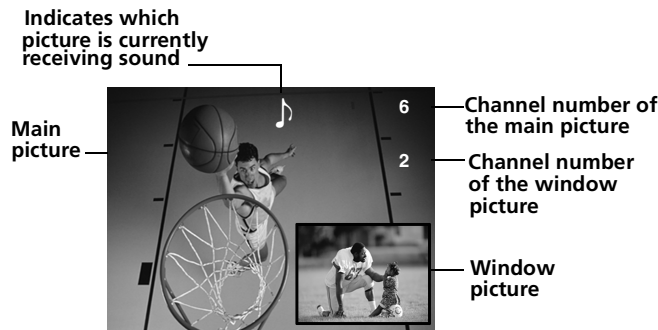 Indicates which
picture is currently
receiving sound
Main
picture
6
2
Channel number of
the main picture
Channel number
of the window
picture
Window
picture